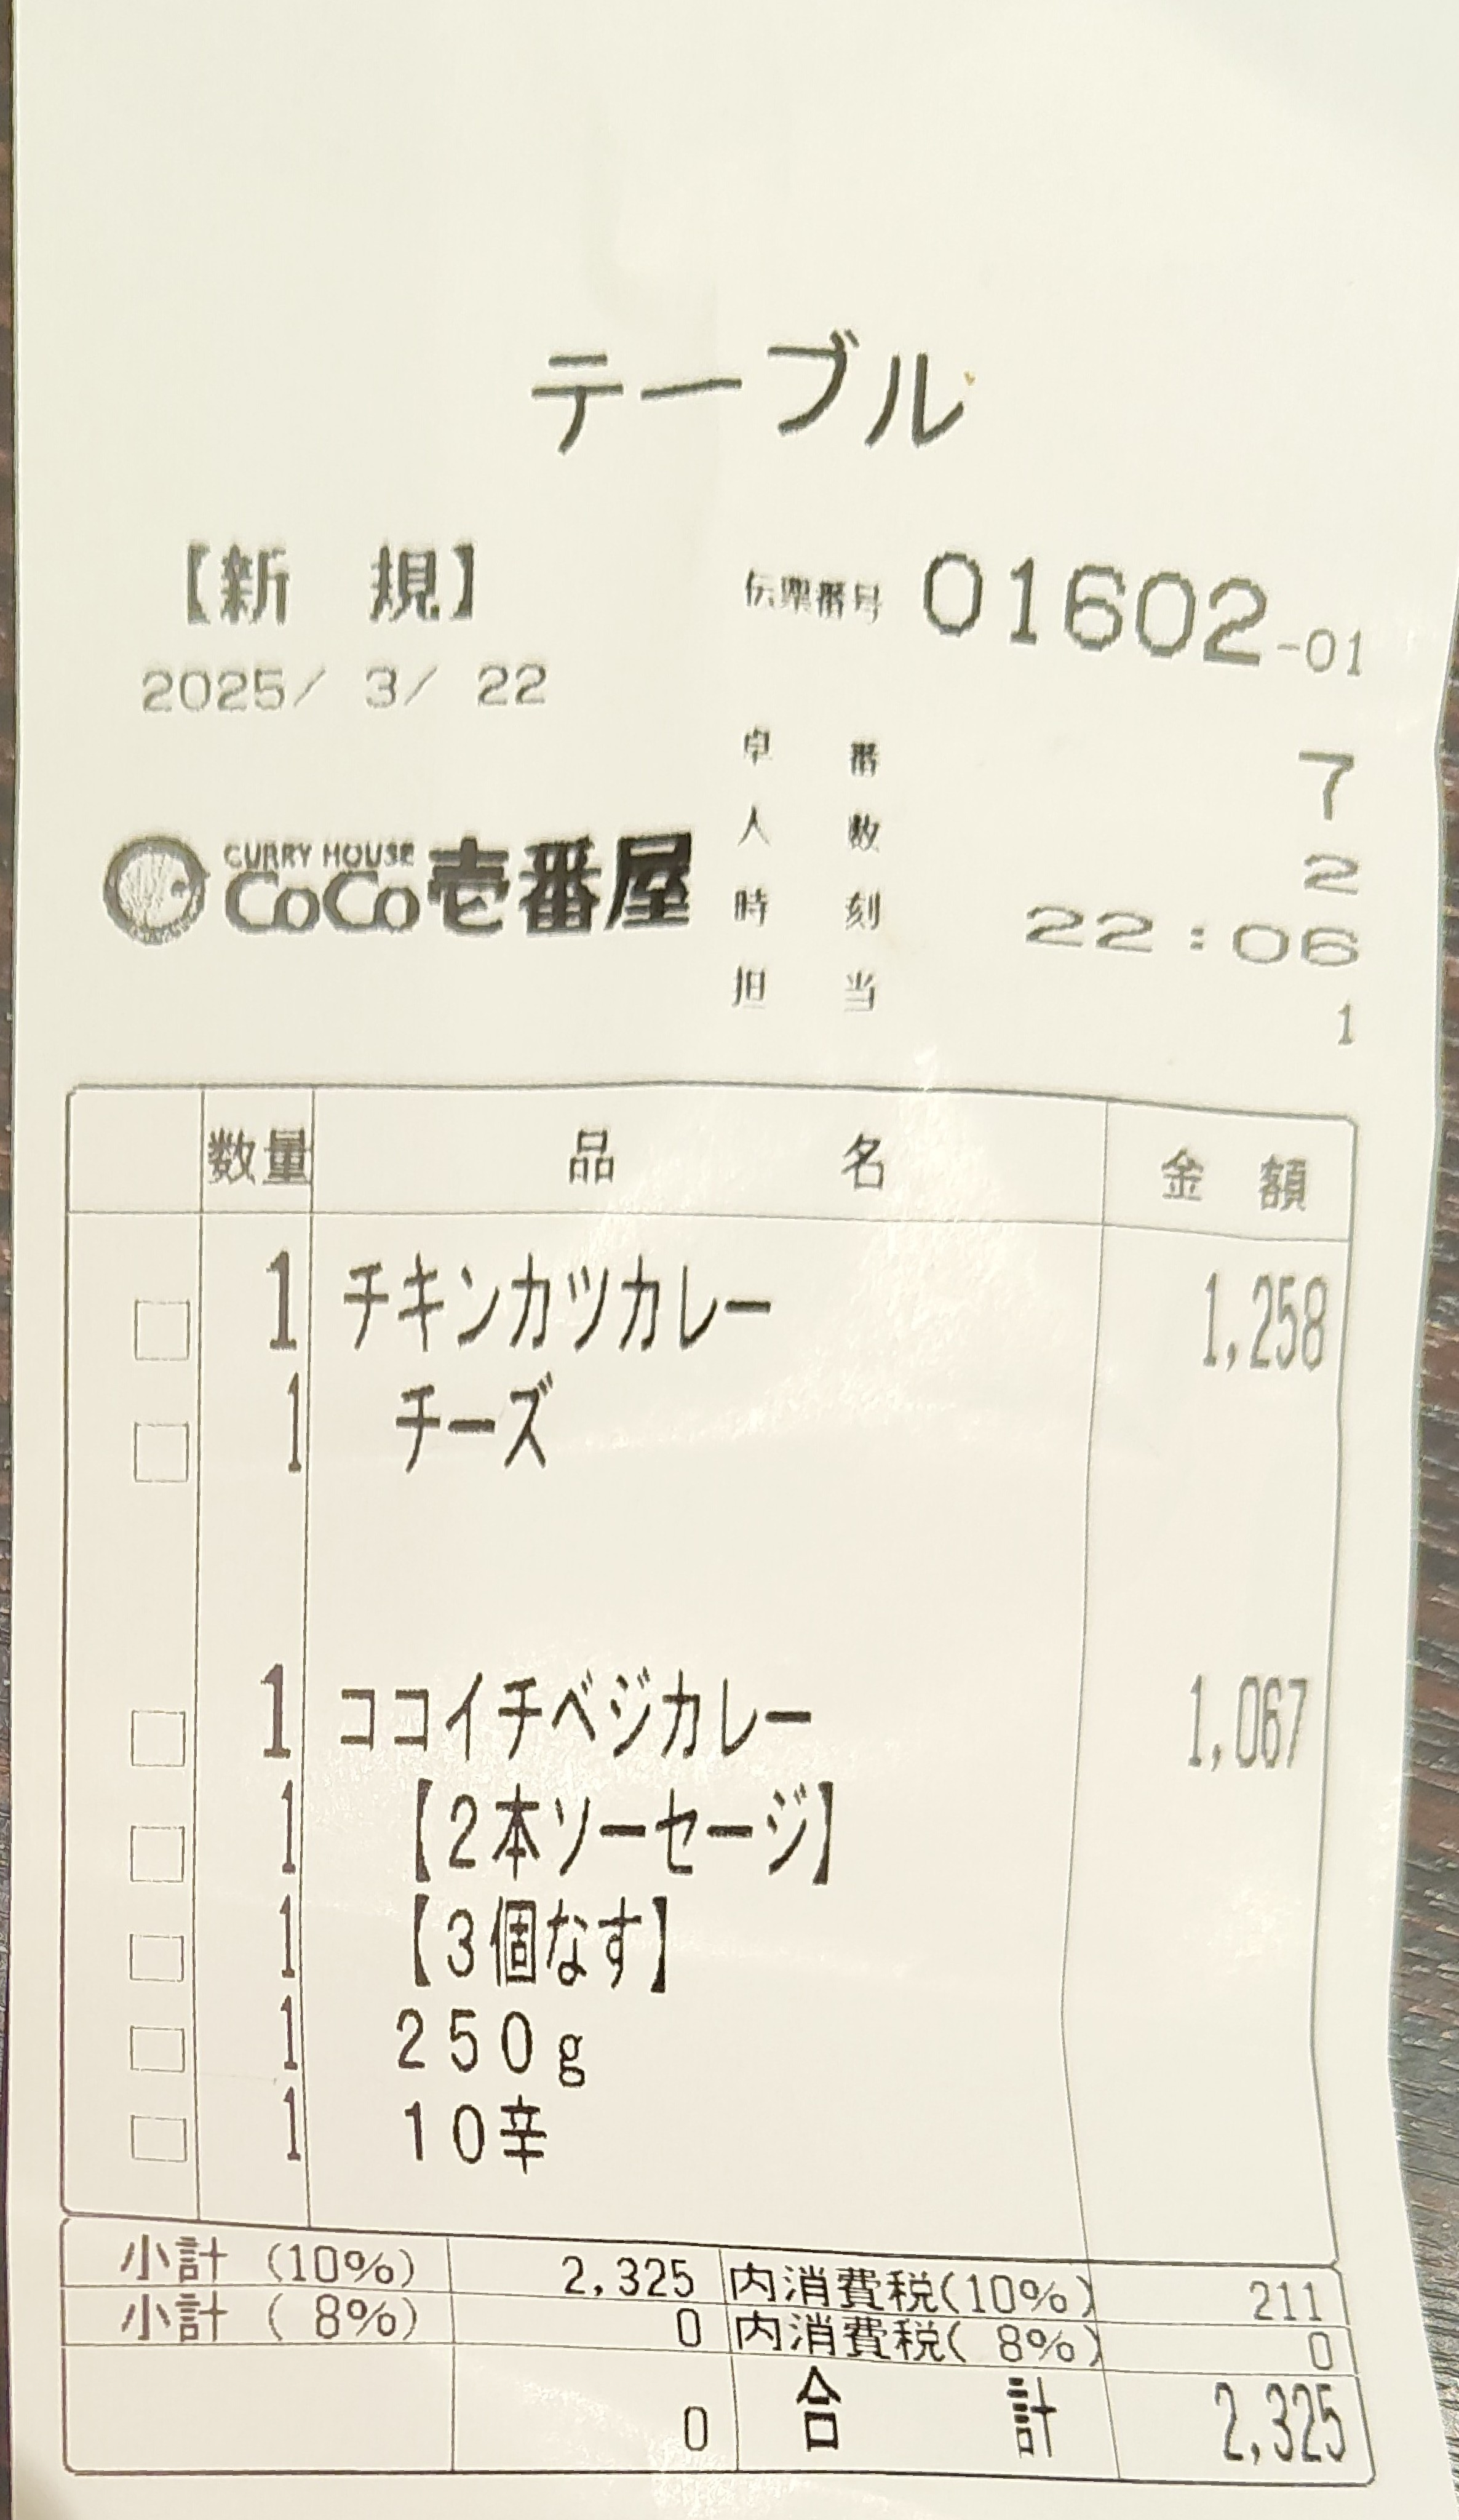 テーブル
【新　規】
伝票番号 01602-01
2025/ 3/ 22
卓　番 7
人　数 2
CURRY HOUSE
CoCo壱番屋
時　刻 22:06
担　当 1
数量 品　名 金　額
1 チキンカツカレー 1,258
1 チーズ
1 ココイチベジカレー 1,067
1 【2本ソーセージ】
1 【3個なす】
1 250g
1 10辛
小計 (10%) 2,325 内消費税(10%) 211
小計 ( 8%) 0 内消費税( 8%) 0
0 合　計 2,325